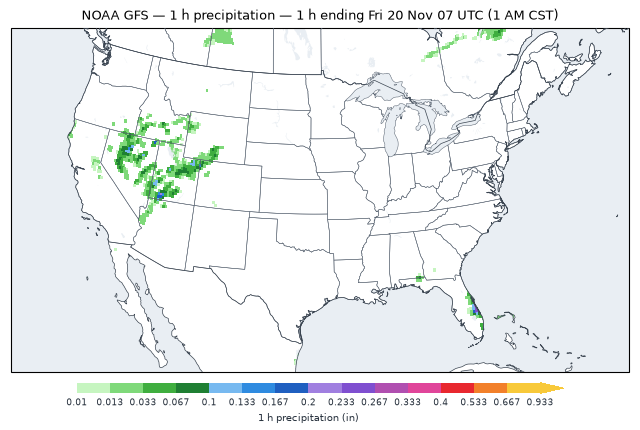 NOAA GFS — 1 h precipitation — 1 h ending Fri 20 Nov 07 UTC (1 AM CST)
0.01 0.013 0.033 0.067 0.1 0.133 0.167 0.2 0.233 0.267 0.333 0.4 0.533 0.667 0.933
1 h precipitation (in)